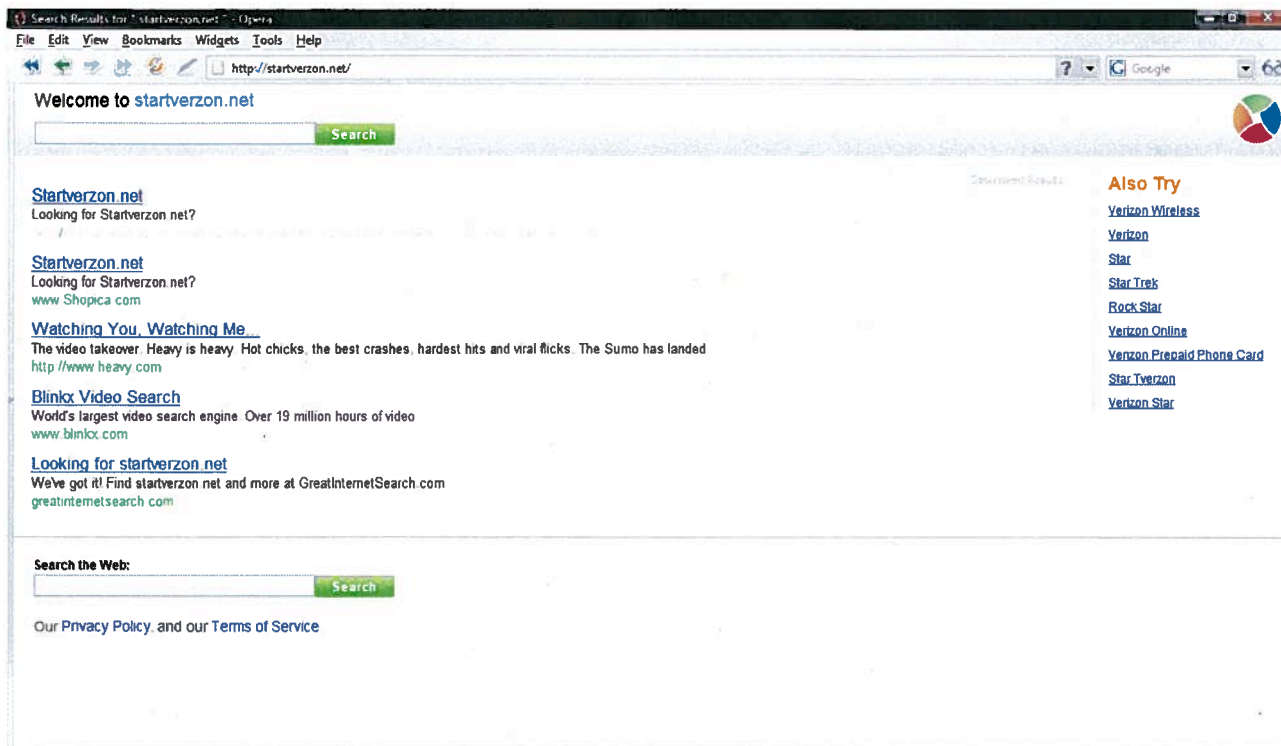 Search Results for " startverzon.net " - Opera
File Edit View Bookmarks Widgets Tools Help
http://startverzon.net/
? G Google
Welcome to startverzon.net
Search
Sponsored Results
Startverzon.net
Looking for Startverzon.net?
Startverzon.net
Looking for Startverzon.net?
www.Shopica.com
Watching You, Watching Me...
The video takeover. Heavy is heavy. Hot chicks, the best crashes, hardest hits and viral flicks. The Sumo has landed
http://www.heavy.com
Blinkx Video Search
World's largest video search engine. Over 19 million hours of video
www.blinkx.com
Looking for startverzon.net
We've got it! Find startverzon.net and more at GreatInternetSearch.com
greatinternetsearch.com
Also Try
Verizon Wireless
Verizon
Star
Star Trek
Rock Star
Verizon Online
Verizon Prepaid Phone Card
Star Tverzon
Verizon Star
Search the Web:
Search
Our Privacy Policy, and our Terms of Service